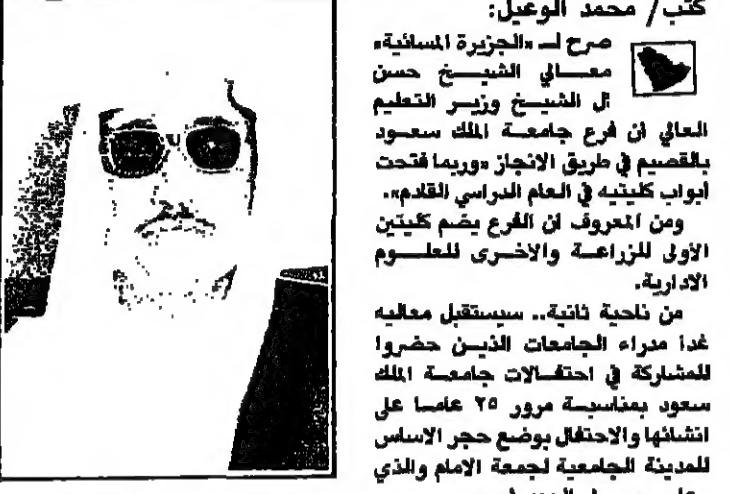 كتب/ محمد الوعيل:
صرح لـ «الجزيرة المسائية»
معالي الشيخ حسن
آل الشيخ وزير التعليم
العالي أن فرع جامعة الملك سعود
بالقصيم في طريق الانجاز «وربما فتحت
أبواب كليتيه في العام الدراسي القادم».
ومن المعروف ان الفرع يضم كليتين
الأولى للزراعة والاخرى للعلوم
الادارية.
من ناحية ثانية.. سيستقبل معاليه
غدا مدراء الجامعات الذين حضروا
للمشاركة في احتفالات جامعة الملك
سعود بمناسبة مرور ٢٥ عاما على
انشائها والاحتفال بوضع حجر الاساس
للمدينة الجامعية لجمعة الامام والذي